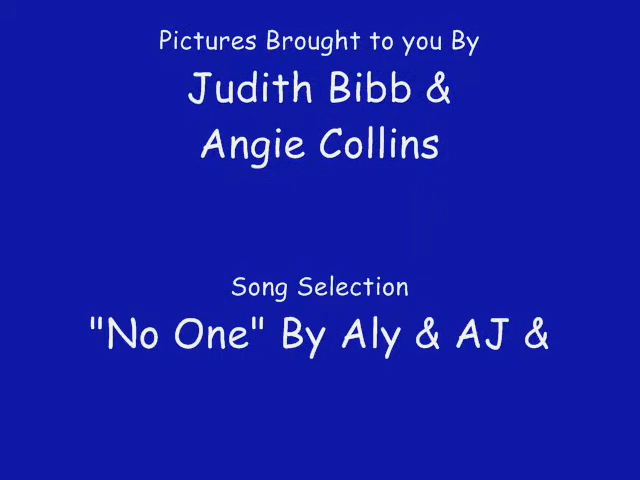 Pictures Brought to you By
Judith Bibb &
Angie Collins
Song Selection
"No One" By Aly & AJ &